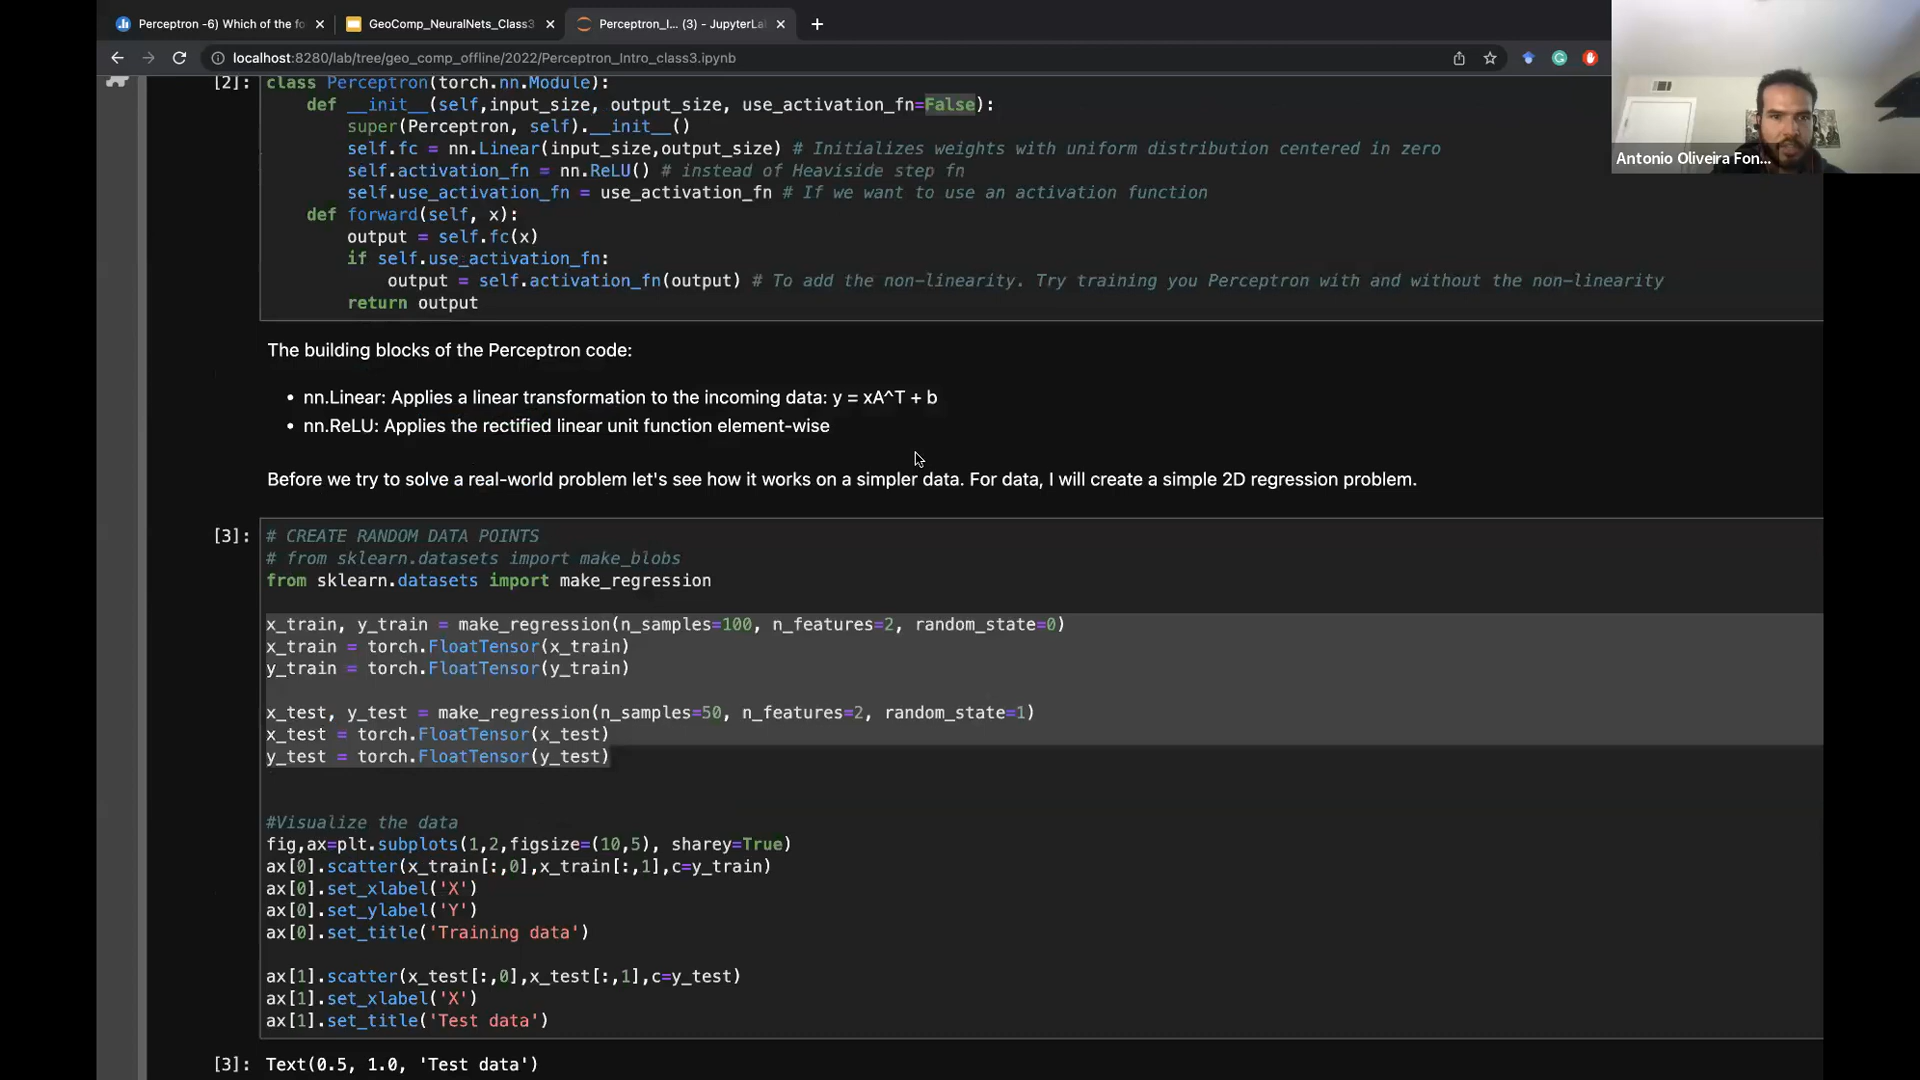 Perceptron -6) Which of the fo
GeoComp_NeuralNets_Class3
Perceptron_I... (3) - JupyterLab
localhost:8280/lab/tree/geo_comp_offline/2022/Perceptron_Intro_class3.ipynb
Antonio Oliveira Fon...
[2]: class Perceptron(torch.nn.Module):
def __init__(self,input_size, output_size, use_activation_fn=False):
super(Perceptron, self).__init__()
self.fc = nn.Linear(input_size,output_size) # Initializes weights with uniform distribution centered in zero
self.activation_fn = nn.ReLU() # instead of Heaviside step fn
self.use_activation_fn = use_activation_fn # If we want to use an activation function
def forward(self, x):
output = self.fc(x)
if self.use_activation_fn:
output = self.activation_fn(output) # To add the non-linearity. Try training you Perceptron with and without the non-linearity
return output
The building blocks of the Perceptron code:
• nn.Linear: Applies a linear transformation to the incoming data: y = xA^T + b
• nn.ReLU: Applies the rectified linear unit function element-wise
Before we try to solve a real-world problem let's see how it works on a simpler data. For data, I will create a simple 2D regression problem.
[3]: # CREATE RANDOM DATA POINTS
# from sklearn.datasets import make_blobs
from sklearn.datasets import make_regression
x_train, y_train = make_regression(n_samples=100, n_features=2, random_state=0)
x_train = torch.FloatTensor(x_train)
y_train = torch.FloatTensor(y_train)
x_test, y_test = make_regression(n_samples=50, n_features=2, random_state=1)
x_test = torch.FloatTensor(x_test)
y_test = torch.FloatTensor(y_test)
#Visualize the data
fig,ax=plt.subplots(1,2,figsize=(10,5), sharey=True)
ax[0].scatter(x_train[:,0],x_train[:,1],c=y_train)
ax[0].set_xlabel('X')
ax[0].set_ylabel('Y')
ax[0].set_title('Training data')
ax[1].scatter(x_test[:,0],x_test[:,1],c=y_test)
ax[1].set_xlabel('X')
ax[1].set_title('Test data')
[3]: Text(0.5, 1.0, 'Test data')